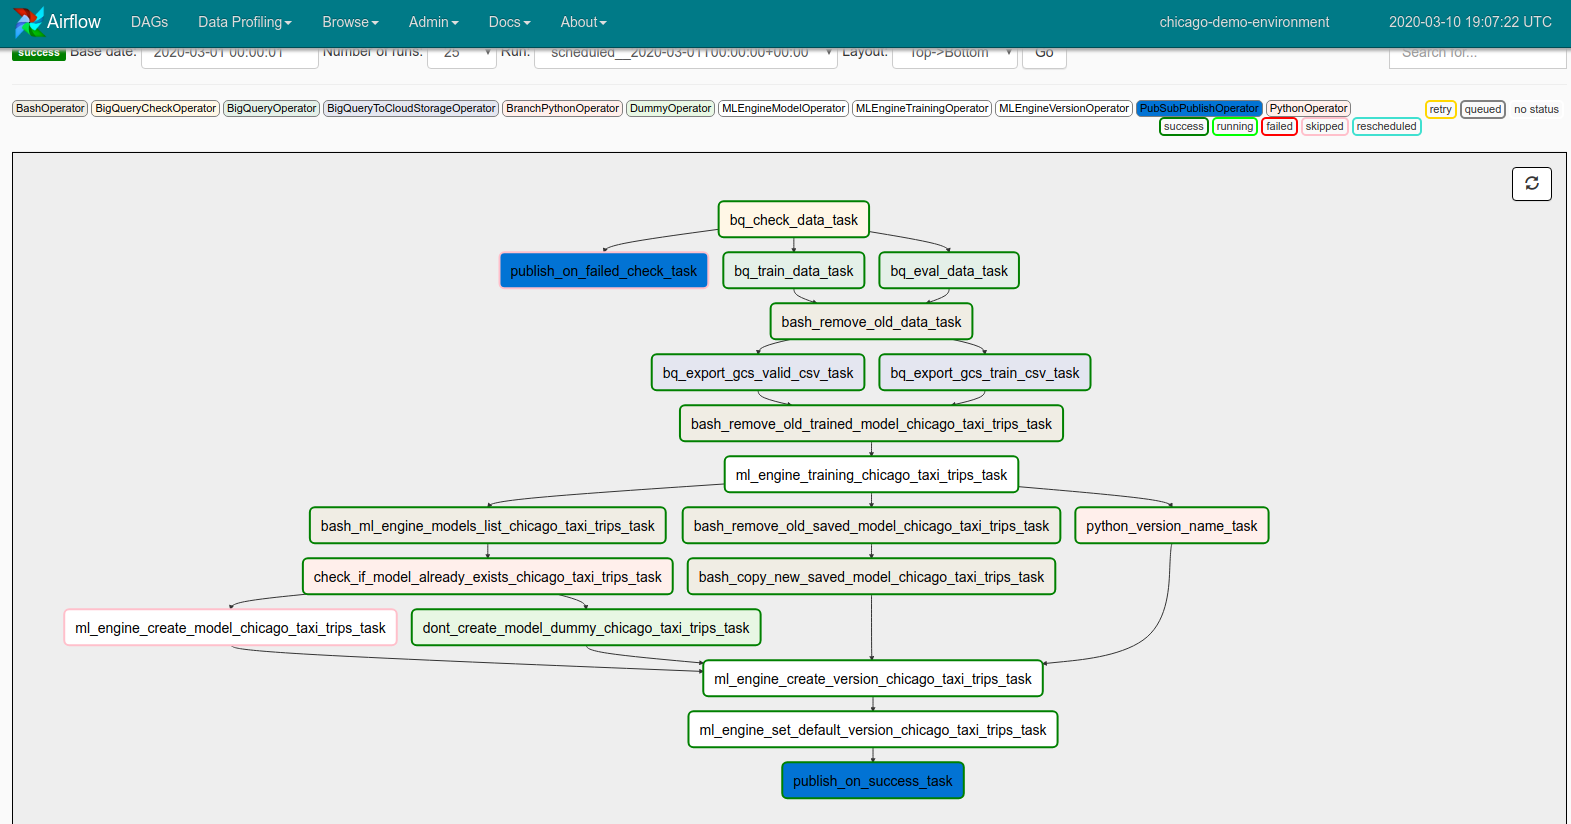 Airflow DAGs Data Profiling Browse Admin Docs About chicago-demo-environment 2020-03-10 19:07:22 UTC
success Base date: 2020-03-01 00:00:01 Number of runs: 25 Run: scheduled__2020-03-01T00:00:00+00:00 Layout: Top->Bottom Go Search for...
BashOperator BigQueryCheckOperator BigQueryOperator BigQueryToCloudStorageOperator BranchPythonOperator DummyOperator MLEngineModelOperator MLEngineTrainingOperator MLEngineVersionOperator PubSubPublishOperator PythonOperator retry queued no status
success running failed skipped rescheduled
bq_check_data_task
publish_on_failed_check_task bq_train_data_task bq_eval_data_task
bash_remove_old_data_task
bq_export_gcs_valid_csv_task bq_export_gcs_train_csv_task
bash_remove_old_trained_model_chicago_taxi_trips_task
ml_engine_training_chicago_taxi_trips_task
bash_ml_engine_models_list_chicago_taxi_trips_task bash_remove_old_saved_model_chicago_taxi_trips_task python_version_name_task
check_if_model_already_exists_chicago_taxi_trips_task bash_copy_new_saved_model_chicago_taxi_trips_task
ml_engine_create_model_chicago_taxi_trips_task dont_create_model_dummy_chicago_taxi_trips_task
ml_engine_create_version_chicago_taxi_trips_task
ml_engine_set_default_version_chicago_taxi_trips_task
publish_on_success_task